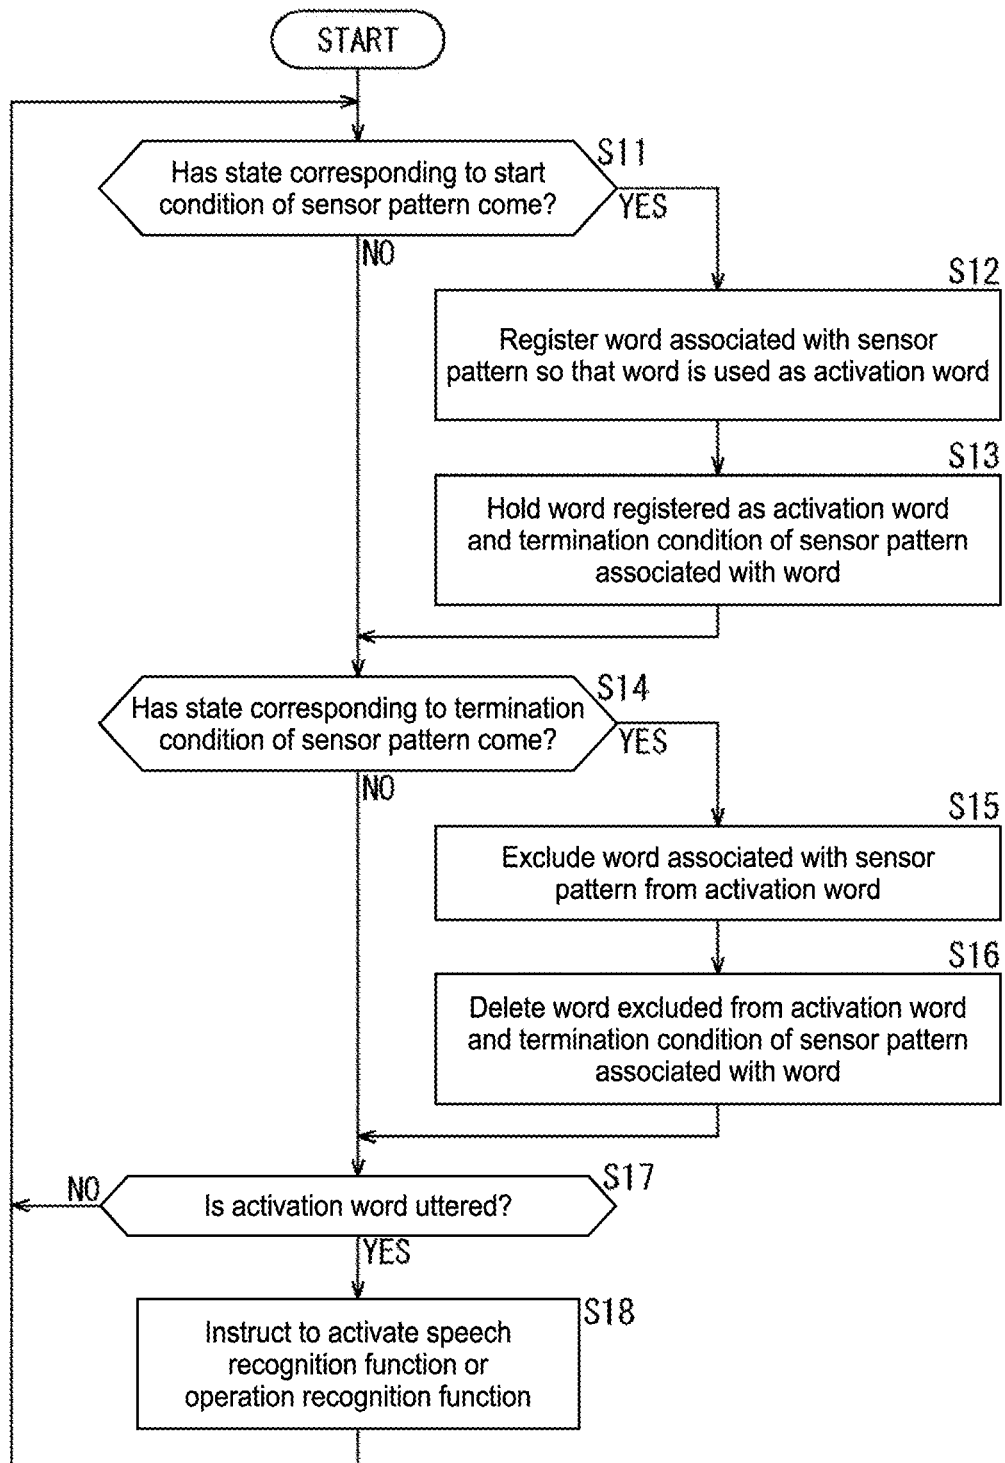 START
S11
Has state corresponding to start
condition of sensor pattern come?
YES
NO
S12
Register word associated with sensor
pattern so that word is used as activation word
S13
Hold word registered as activation word
and termination condition of sensor pattern
associated with word
S14
Has state corresponding to termination
condition of sensor pattern come?
YES
NO
S15
Exclude word associated with sensor
pattern from activation word
S16
Delete word excluded from activation word
and termination condition of sensor pattern
associated with word
S17
NO
Is activation word uttered?
YES
S18
Instruct to activate speech
recognition function or
operation recognition function